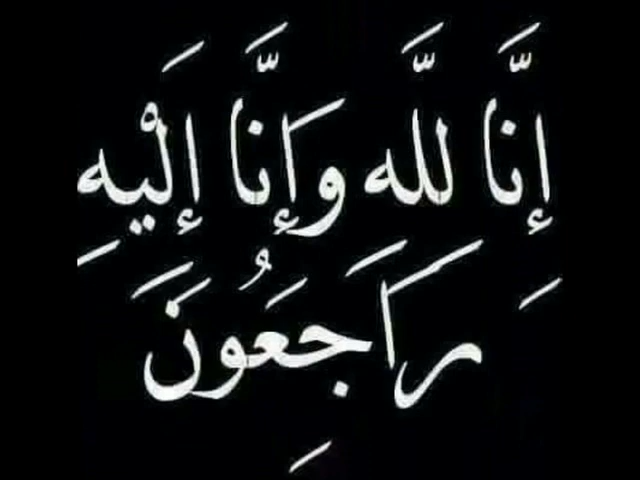 إِنَّا لِلَّهِ وَإِنَّا إِلَيْهِ
رَاجِعُونَ